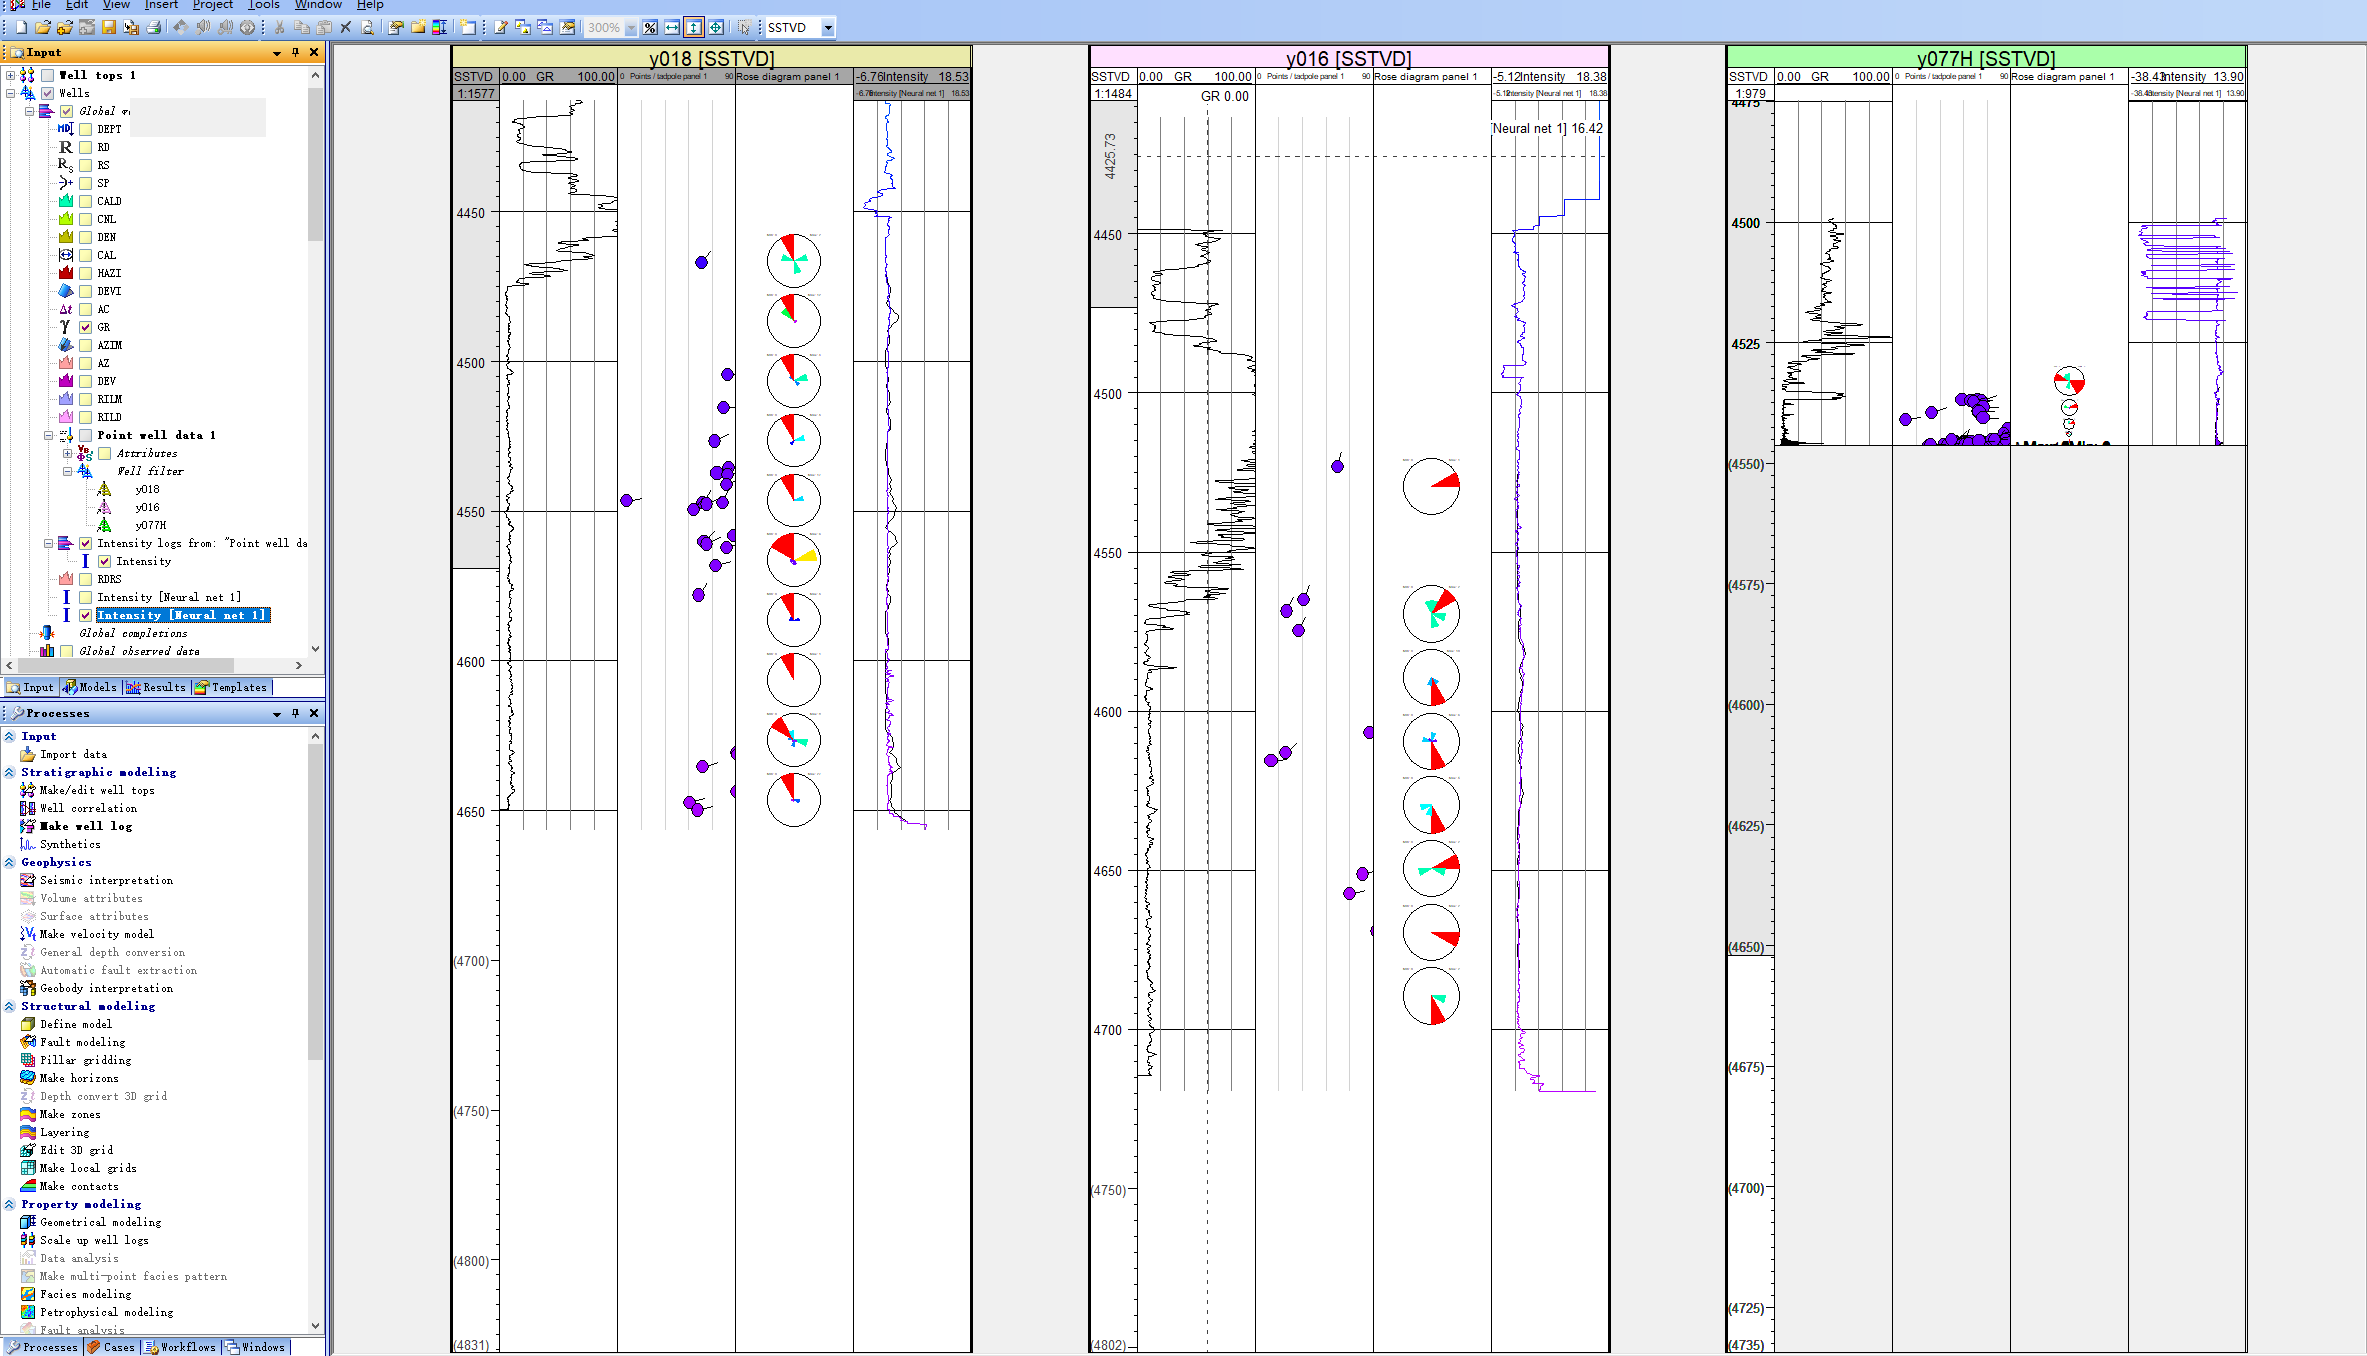 File Edit View Insert Project Tools Window Help
300% SSTVD
Input
Well tops 1
Wells
Global w
DEPT
RD
RS
SP
CALD
CNL
DEN
CAL
HAZI
DEVI
AC
GR
AZIM
AZ
DEV
RILM
RILD
Point well data 1
Attributes
Well filter
y018
y016
y077H
Intensity logs from: "Point well da
Intensity
RDRS
Intensity [Neural net 1]
Intensity [Neural net 1]
Global completions
Global observed data
Input Models Results Templates
Processes
Input
Import data
Stratigraphic modeling
Make/edit well tops
Well correlation
Make well log
Synthetics
Geophysics
Seismic interpretation
Volume attributes
Surface attributes
Make velocity model
General depth conversion
Automatic fault extraction
Geobody interpretation
Structural modeling
Define model
Fault modeling
Pillar gridding
Make horizons
Depth convert 3D grid
Make zones
Layering
Edit 3D grid
Make local grids
Make contacts
Property modeling
Geometrical modeling
Scale up well logs
Data analysis
Make multi-point facies pattern
Facies modeling
Petrophysical modeling
Fault analysis
Processes Cases Workflows Windows
y018 [SSTVD]
SSTVD 0.00 GR 100.00 0 Points / tadpole panel 1 90 Rose diagram panel 1 -6.76 Intensity 18.53
1:1577 -6.76 Intensity [Neural net 1] 18.53
4450
4500
4550
4600
4650
(4700)
(4750)
(4800)
(4831)
y016 [SSTVD]
SSTVD 0.00 GR 100.00 0 Points / tadpole panel 1 90 Rose diagram panel 1 -5.12 Intensity 18.38
1:1484 GR 0.00 -5.12 Intensity [Neural net 1] 18.38
[Neural net 1] 16.42
4425.73
4450
4500
4550
4600
4650
4700
(4750)
(4802)
y077H [SSTVD]
SSTVD 0.00 GR 100.00 0 Points / tadpole panel 1 90 Rose diagram panel 1 -38.43 Intensity 13.90
1:979 -38.43 Intensity [Neural net 1] 13.90
4475
4500
4525
(4550)
(4575)
(4600)
(4625)
(4650)
(4675)
(4700)
(4725)
(4735)